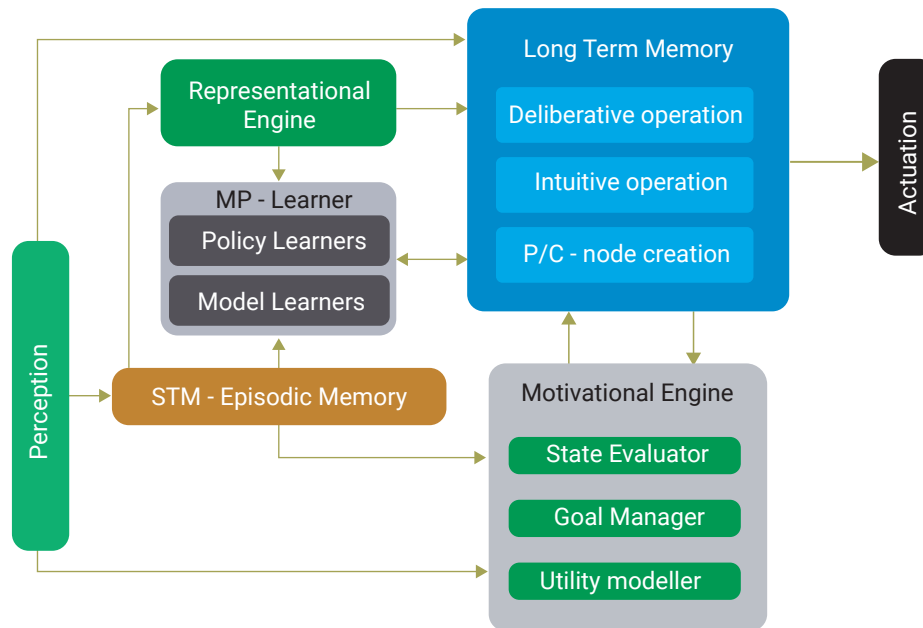 Perception
Representational
Engine
MP - Learner
Policy Learners
Model Learners
STM - Episodic Memory
Long Term Memory
Deliberative operation
Intuitive operation
P/C - node creation
Motivational Engine
State Evaluator
Goal Manager
Utility modeller
Actuation